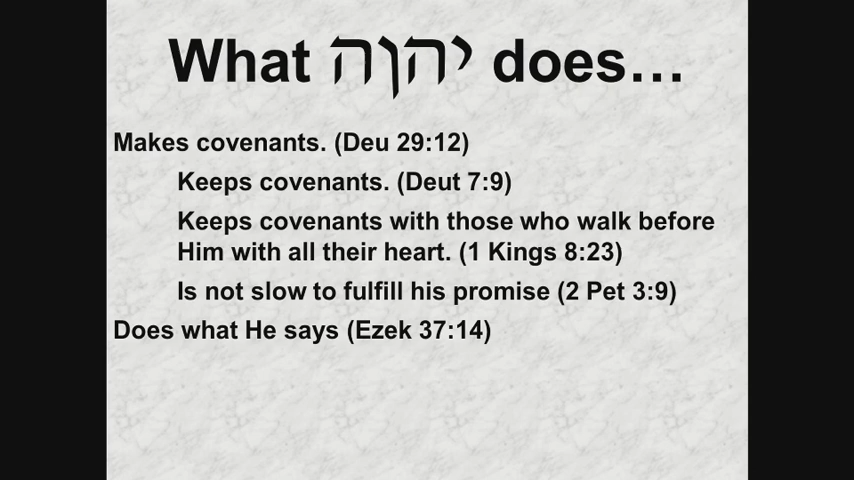 What יהוה does…
Makes covenants. (Deu 29:12)
Keeps covenants. (Deut 7:9)
Keeps covenants with those who walk before
Him with all their heart. (1 Kings 8:23)
Is not slow to fulfill his promise (2 Pet 3:9)
Does what He says (Ezek 37:14)